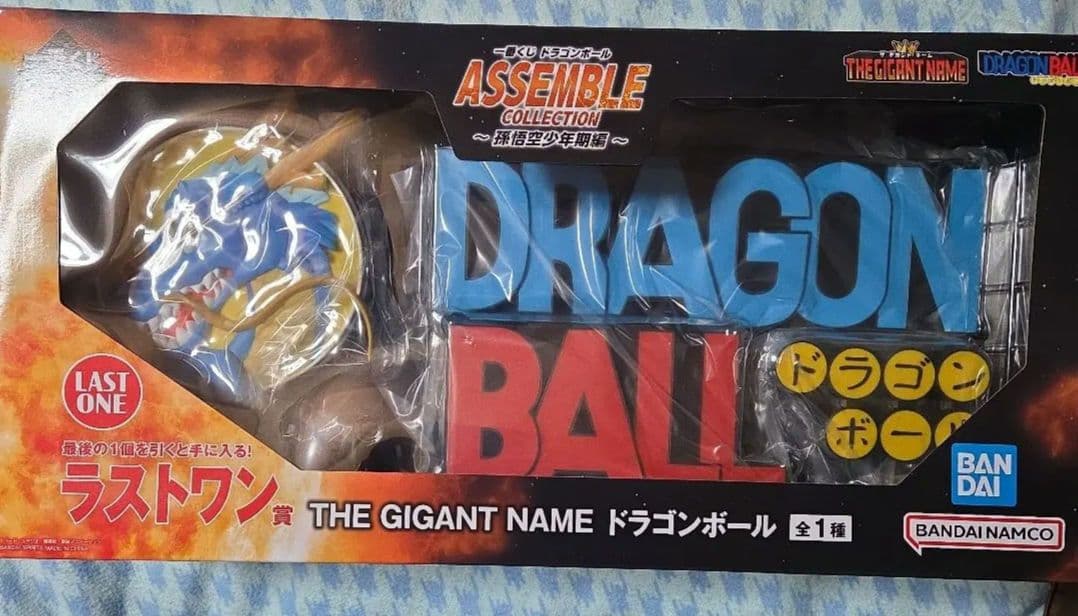 一番くじ ドラゴンボール
ASSEMBLE
COLLECTION
～ 孫悟空少年期編 ～
THE GIGANT NAME
DRAGON BALL
DRAGON
BALL
ドラゴン
ボール
LAST
ONE
最後の1個を引くと手に入る!
ラストワン賞
THE GIGANT NAME ドラゴンボール 全1種
BAN
DAI
BANDAI NAMCO